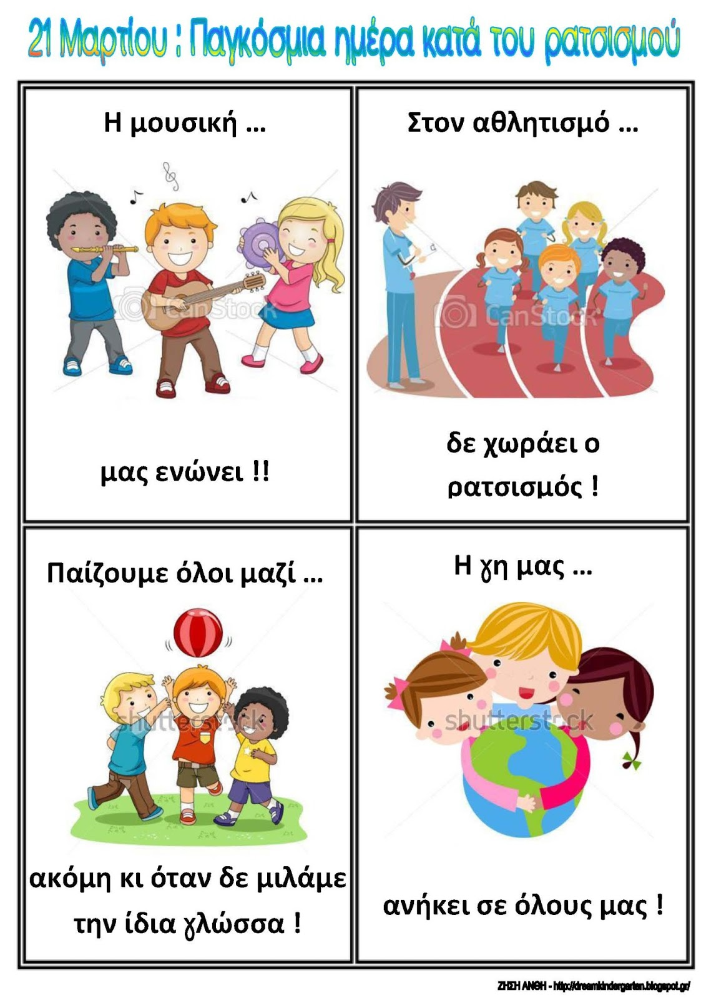 21 Μαρτίου : Παγκόσμια ημέρα κατά του ρατσισμού
Η μουσική ...
μας ενώνει !!
Στον αθλητισμό ...
δε χωράει ο
ρατσισμός !
Παίζουμε όλοι μαζί ...
ακόμη κι όταν δε μιλάμε
την ίδια γλώσσα !
Η γη μας ...
ανήκει σε όλους μας !
CanStock
CanStock
shutterstock
shutterstock
ΖΗΣΗ ΑΝΘΗ - http://dreamkindergarten.blogspot.gr/